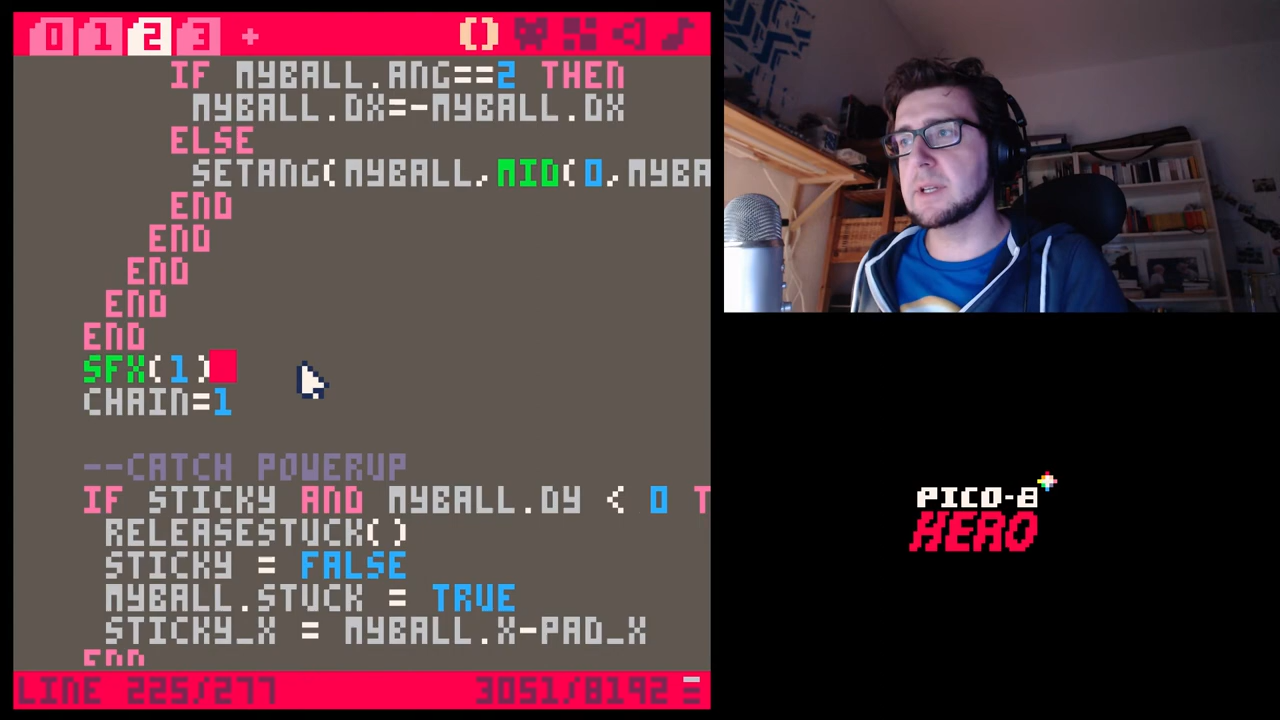 0 1 2 3 +
IF MYBALL.ANG==2 THEN
MYBALL.DX=-MYBALL.DX
ELSE
SETANG(MYBALL,MID(0,MYBA
END
END
END
END
END
SFX(1)
CHAIN=1
--CATCH POWERUP
IF STICKY AND MYBALL.DY < 0 T
RELEASESTUCK()
STICKY = FALSE
MYBALL.STUCK = TRUE
STICKY_X = MYBALL.X-PAD_X
END
LINE 225/277 3051/8192
PICO-8
HERO